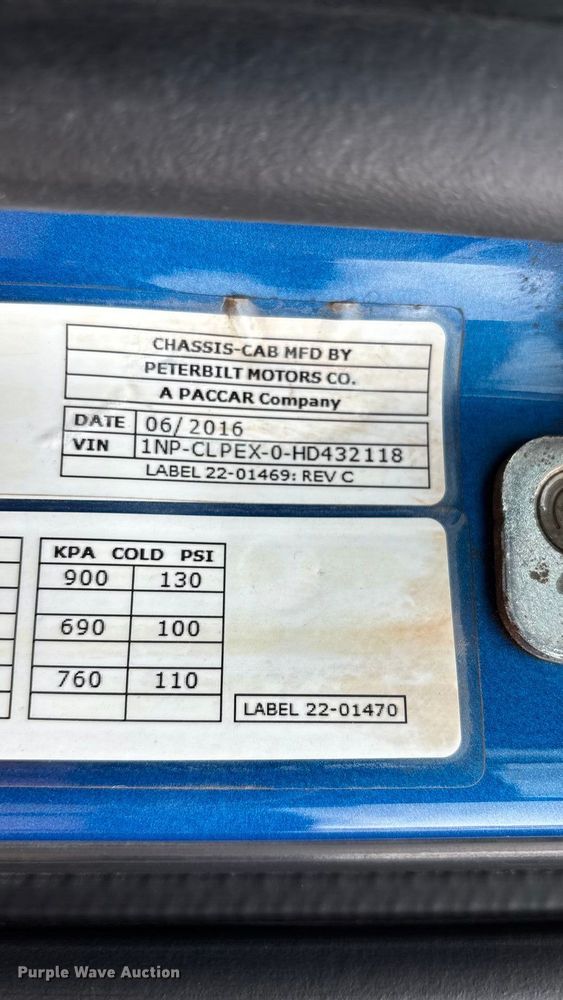 CHASSIS-CAB MFD BY
PETERBILT MOTORS CO.
A PACCAR Company
DATE 06/2016
VIN 1NP-CLPEX-0-HD432118
LABEL 22-01469: REV C
KPA COLD PSI
900 130
690 100
760 110
LABEL 22-01470
Purple Wave Auction